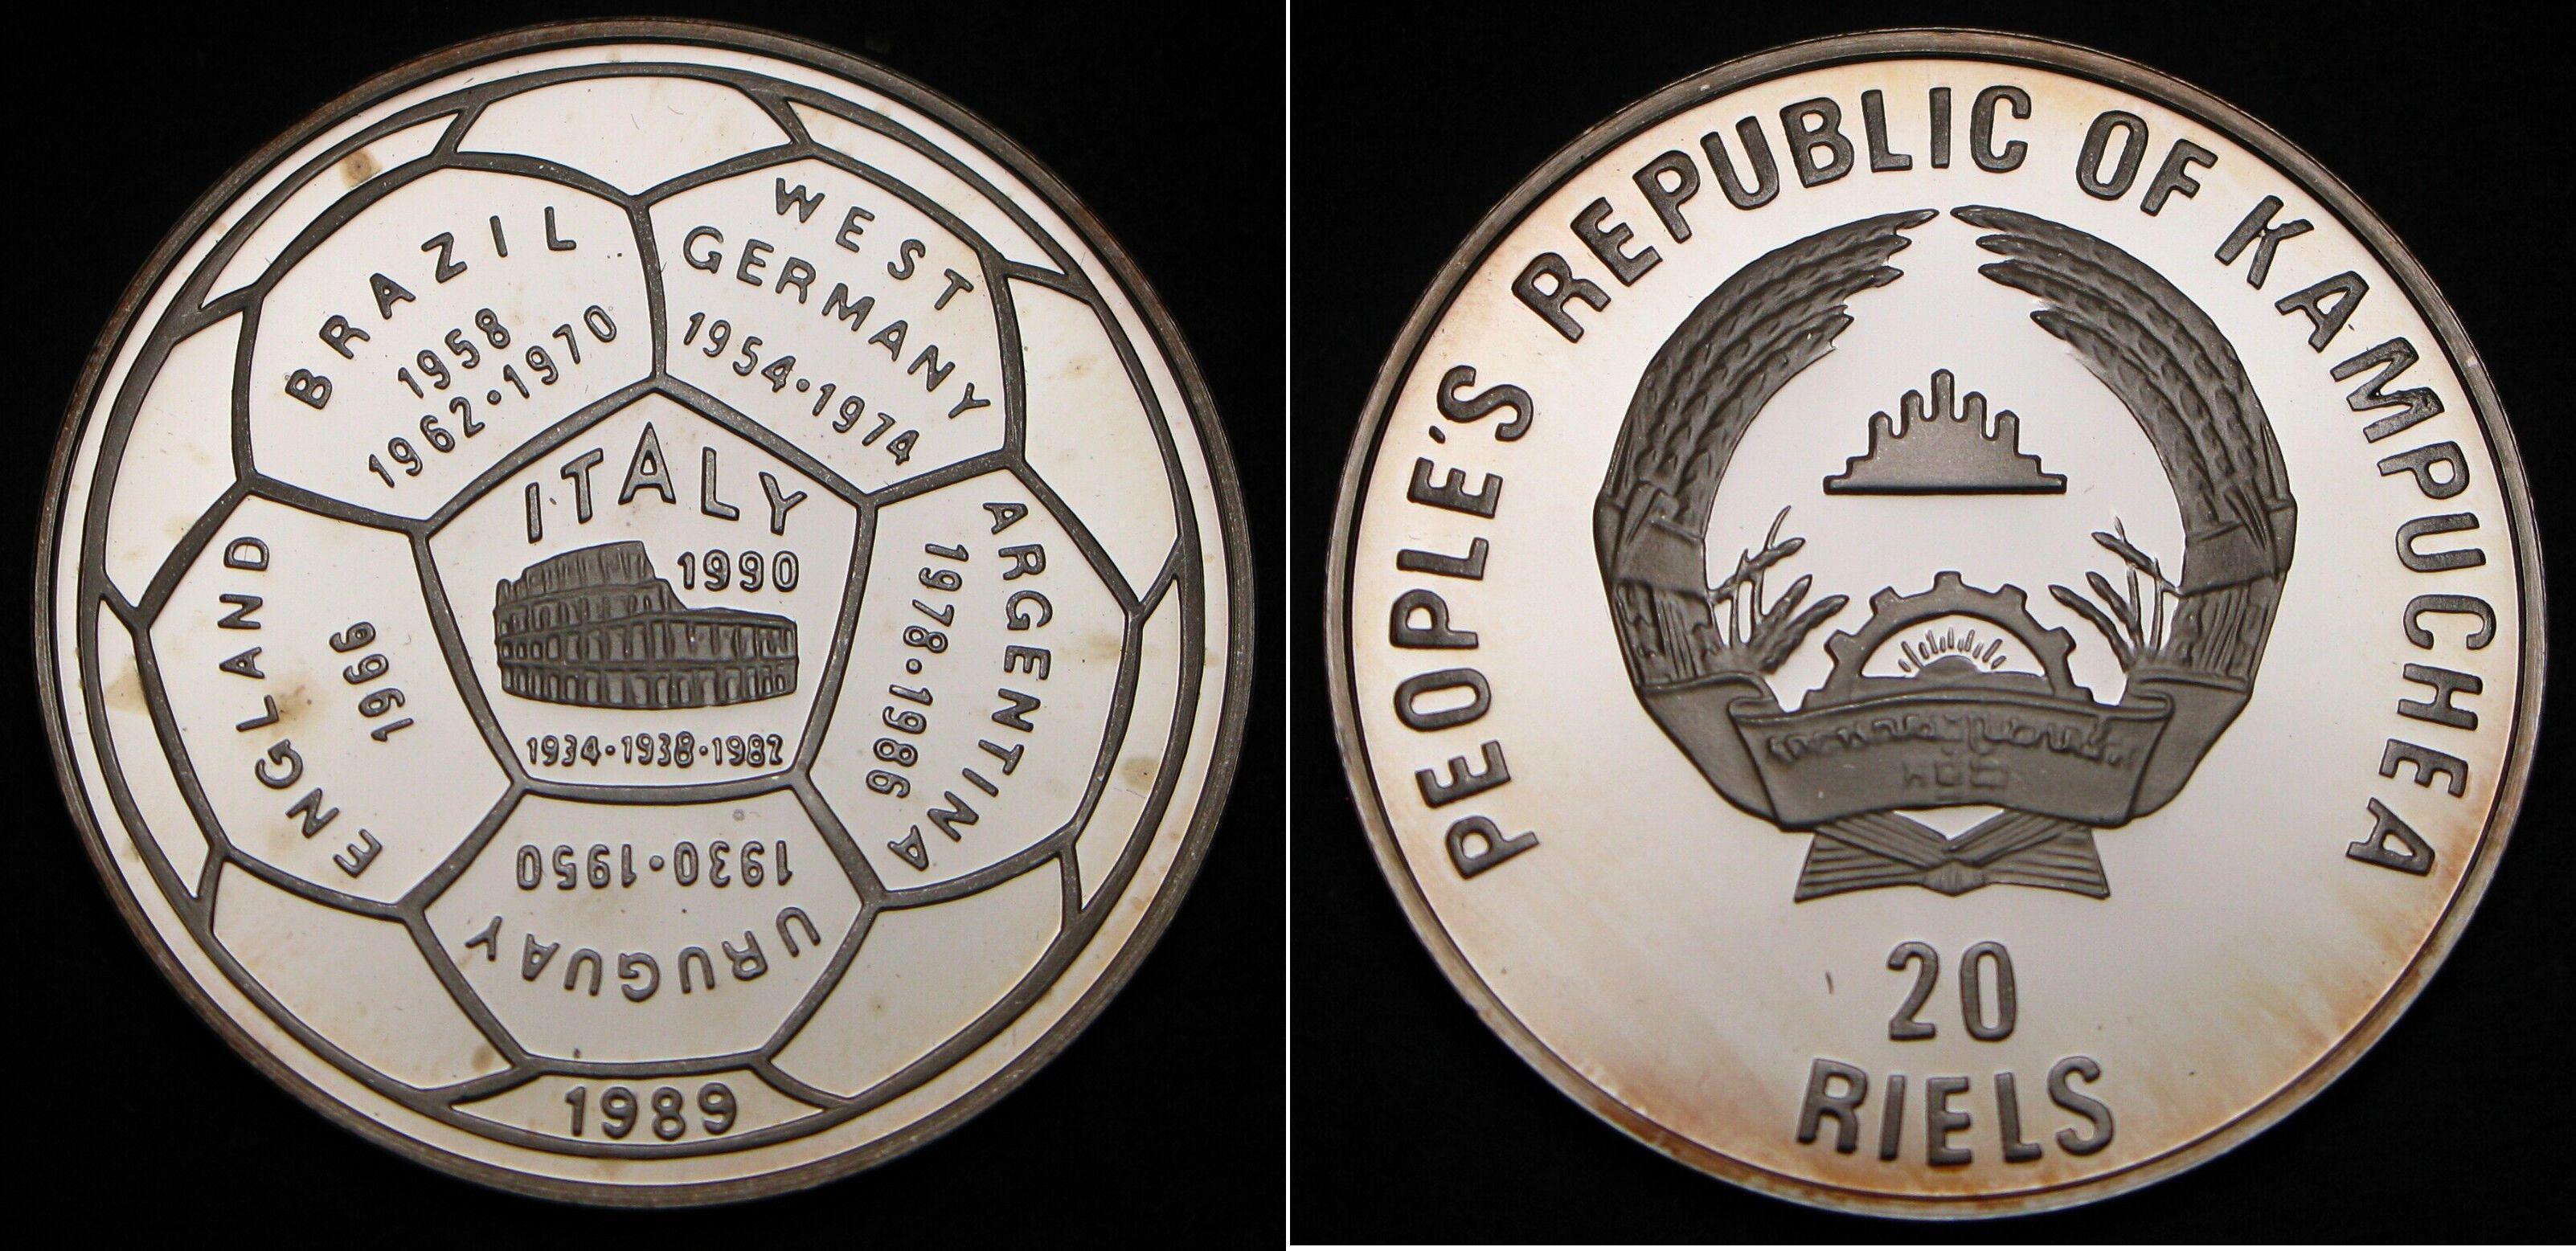 BRAZIL
1958
1962·1970
WEST
GERMANY
1954·1974
ITALY
1990
1934·1938·1982
ARGENTINA
1978·1986
ENGLAND
1966
1930·1950
URUGUAY
1989
PEOPLE'S REPUBLIC OF KAMPUCHEA
20
RIELS